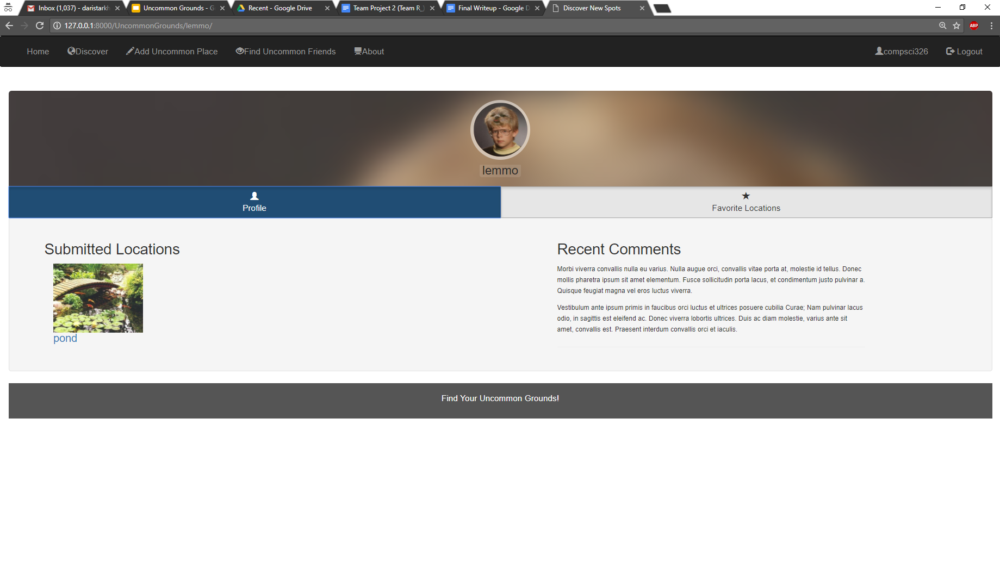 Inbox (1,037) - daristarkh
Uncommon Grounds - G
Recent - Google Drive
Team Project 2 (Team R_)
Final Writeup - Google D
Discover New Spots
127.0.0.1:8000/UncommonGrounds/lemmo/
ABP
Home
Discover
Add Uncommon Place
Find Uncommon Friends
About
compsci326
Logout
lemmo
Profile
Favorite Locations
Submitted Locations
pond
Recent Comments
Morbi viverra convallis nulla eu varius. Nulla augue orci, convallis vitae porta at, molestie id tellus. Donec
mollis pharetra ipsum sit amet elementum. Fusce sollicitudin porta lacus, et condimentum justo pulvinar a.
Quisque feugiat magna vel eros luctus viverra.
Vestibulum ante ipsum primis in faucibus orci luctus et ultrices posuere cubilia Curae; Nam pulvinar lacus
odio, in sagittis est eleifend ac. Donec viverra lobortis ultrices. Duis ac diam molestie, varius ante sit
amet, convallis est. Praesent interdum convallis orci et iaculis.
Find Your Uncommon Grounds!